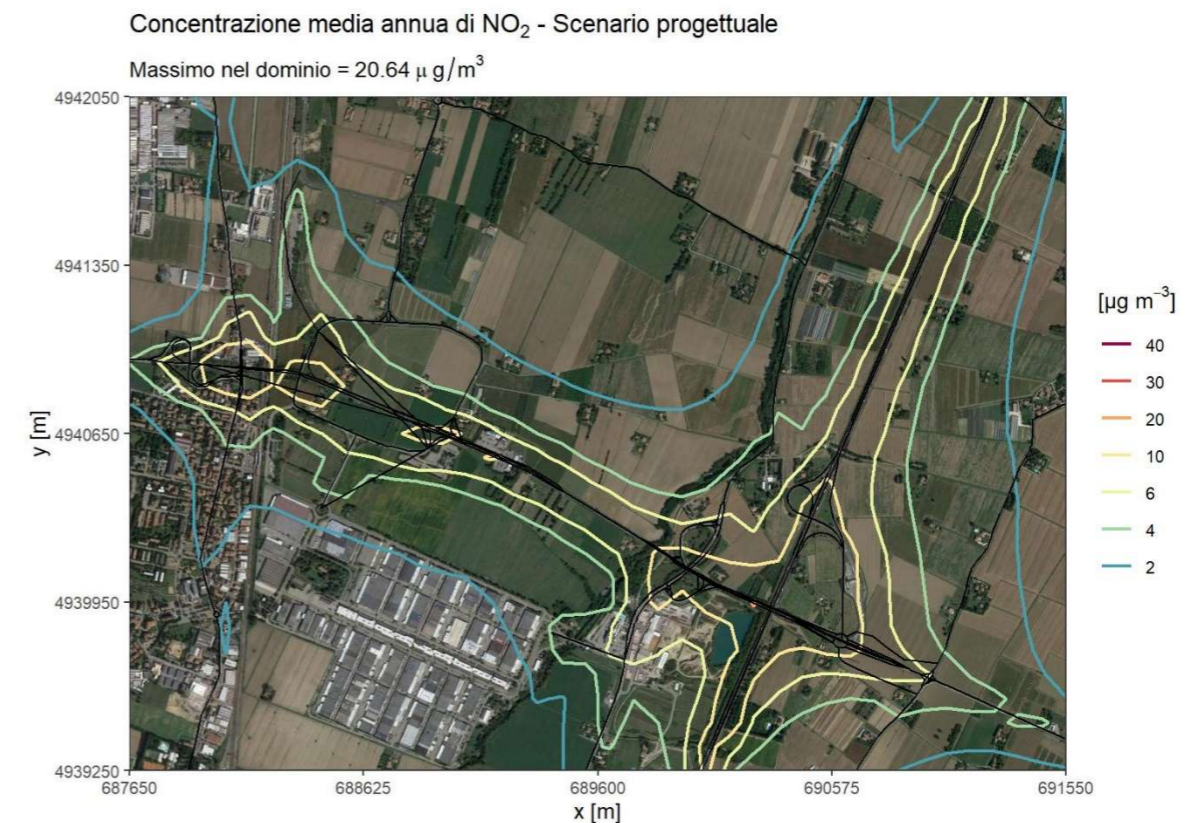 Concentrazione media annua di NO₂ - Scenario progettuale
Massimo nel dominio = 20.64 μ g/m³
4942050
4941350
4940650
4939950
4939250
y [m]
687650 688625 689600 690575 691550
x [m]
[µg m⁻³]
40
30
20
10
6
4
2